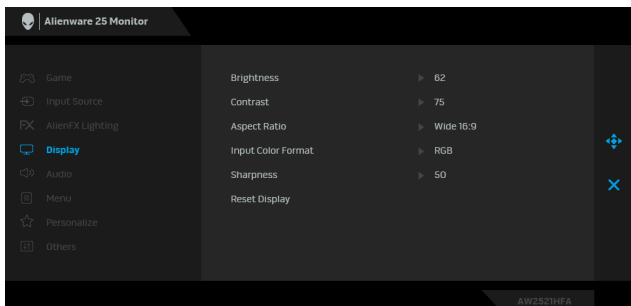 Alienware 25 Monitor
Game
Input Source
AlienFX Lighting
Display
Audio
Menu
Personalize
Others
Brightness 62
Contrast 75
Aspect Ratio Wide 16:9
Input Color Format RGB
Sharpness 50
Reset Display
AW2521HFA